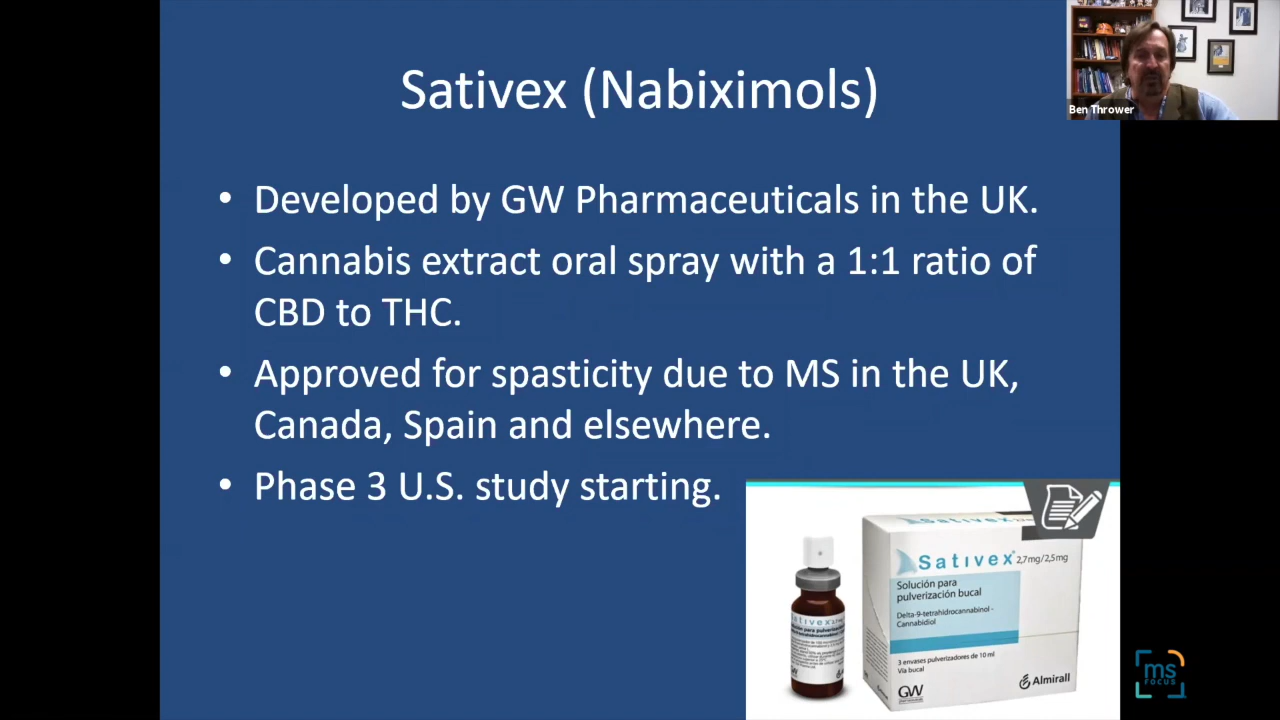 Sativex (Nabiximols)
Ben Thrower
• Developed by GW Pharmaceuticals in the UK.
• Cannabis extract oral spray with a 1:1 ratio of
CBD to THC.
• Approved for spasticity due to MS in the UK,
Canada, Spain and elsewhere.
• Phase 3 U.S. study starting.
Sativex® 2,7mg/2,5mg
Solución para
pulverización bucal
Delta-9-tetrahidrocannabinol -
Cannabidiol
3 envases pulverizadores de 10 ml
Vía bucal
GW
Almirall
Sativex
ms
FOCUS